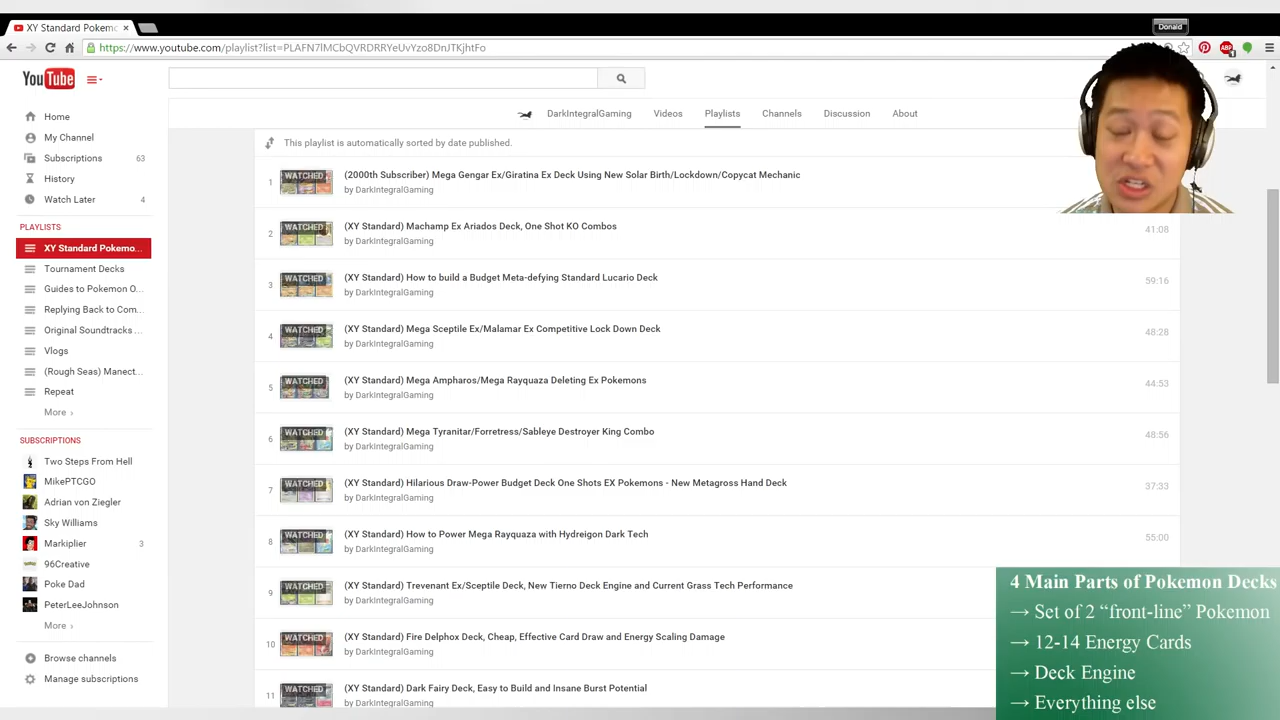 XY Standard Pokemo
Donald
https://www.youtube.com/playlist?list=PLAFN7lMCbQVRDRRYeUvYzo8DnJTKjhtFo
ABP
1
YouTube
Home
My Channel
Subscriptions 63
History
Watch Later 4
PLAYLISTS
XY Standard Pokemo...
Tournament Decks
Guides to Pokemon O...
Replying Back to Com...
Original Soundtracks ...
Vlogs
(Rough Seas) Manect...
Repeat
More ›
SUBSCRIPTIONS
Two Steps From Hell
MikePTCGO
Adrian von Ziegler
Sky Williams
Markiplier 3
96Creative
Poke Dad
PeterLeeJohnson
More ›
Browse channels
Manage subscriptions
DarkIntegralGaming Videos Playlists Channels Discussion About
This playlist is automatically sorted by date published.
1 WATCHED (2000th Subscriber) Mega Gengar Ex/Giratina Ex Deck Using New Solar Birth/Lockdown/Copycat Mechanic
by DarkIntegralGaming
2 WATCHED (XY Standard) Machamp Ex Ariados Deck, One Shot KO Combos 41:08
by DarkIntegralGaming
3 WATCHED (XY Standard) How to build a Budget Meta-defying Standard Lucario Deck 59:16
by DarkIntegralGaming
4 WATCHED (XY Standard) Mega Sceptile Ex/Malamar Ex Competitive Lock Down Deck 48:28
by DarkIntegralGaming
5 WATCHED (XY Standard) Mega Ampharos/Mega Rayquaza Deleting Ex Pokemons 44:53
by DarkIntegralGaming
6 WATCHED (XY Standard) Mega Tyranitar/Forretress/Sableye Destroyer King Combo 48:56
by DarkIntegralGaming
7 WATCHED (XY Standard) Hilarious Draw-Power Budget Deck One Shots EX Pokemons - New Metagross Hand Deck 37:33
by DarkIntegralGaming
8 WATCHED (XY Standard) How to Power Mega Rayquaza with Hydreigon Dark Tech 55:00
by DarkIntegralGaming
9 WATCHED (XY Standard) Trevenant Ex/Sceptile Deck, New Tierno Deck Engine and Current Grass Tech Performance
by DarkIntegralGaming
10 WATCHED (XY Standard) Fire Delphox Deck, Cheap, Effective Card Draw and Energy Scaling Damage
by DarkIntegralGaming
11 WATCHED (XY Standard) Dark Fairy Deck, Easy to Build and Insane Burst Potential
by DarkIntegralGaming
4 Main Parts of Pokemon Decks
→ Set of 2 “front-line” Pokemon
→ 12-14 Energy Cards
→ Deck Engine
→ Everything else